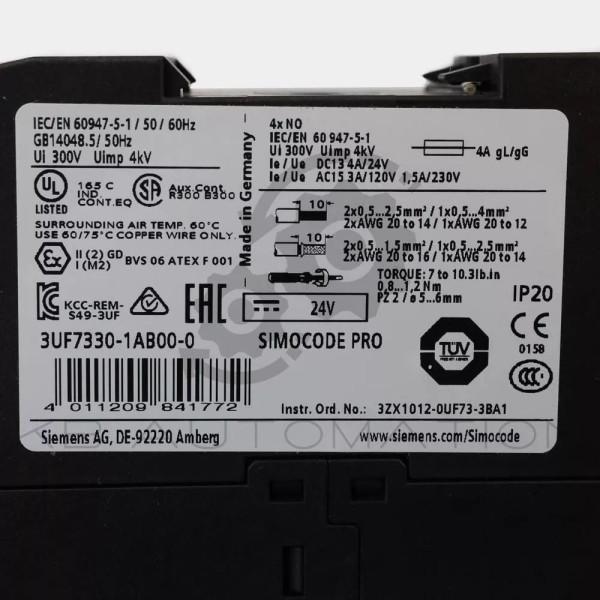 IEC/EN 60947-5-1 / 50 / 60Hz
GB14048.5/ 50Hz
Ui 300V Uimp 4kV
UL
LISTED
165 C
IND.
CONT.EQ
SA
Aux.Cont.
R300 B300
SURROUNDING AIR TEMP. 60°C
USE 60/75°C COPPER WIRE ONLY.
Ex
II (2) GD
I (M2)
BVS 06 ATEX F 001
KCC-REM-
S49-3UF
EAC
3UF7330-1AB00-0
4 011209 841772
Siemens AG, DE-92220 Amberg
Made in Germany
4x NO
IEC/EN 60 947-5-1
Ui 300V Uimp 4kV
Ie / Ue DC13 4A/24V
Ie / Ue AC15 3A/120V 1,5A/230V
4A gL/gG
10
2x0,5...2,5mm² / 1x0,5...4mm²
2xAWG 20 to 14 / 1xAWG 20 to 12
10
2x0,5...1,5mm² / 1x0,5...2,5mm²
2xAWG 20 to 16 / 1xAWG 20 to 14
TORQUE: 7 to 10.3lb.in
0,8...1,2 Nm
PZ 2 / ø 5...6mm
24V
IP20
SIMOCODE PRO
TÜV
CE
0158
CCC
Instr. Ord. No.: 3ZX1012-0UF73-3BA1
www.siemens.com/Simocode
AUTOMATION